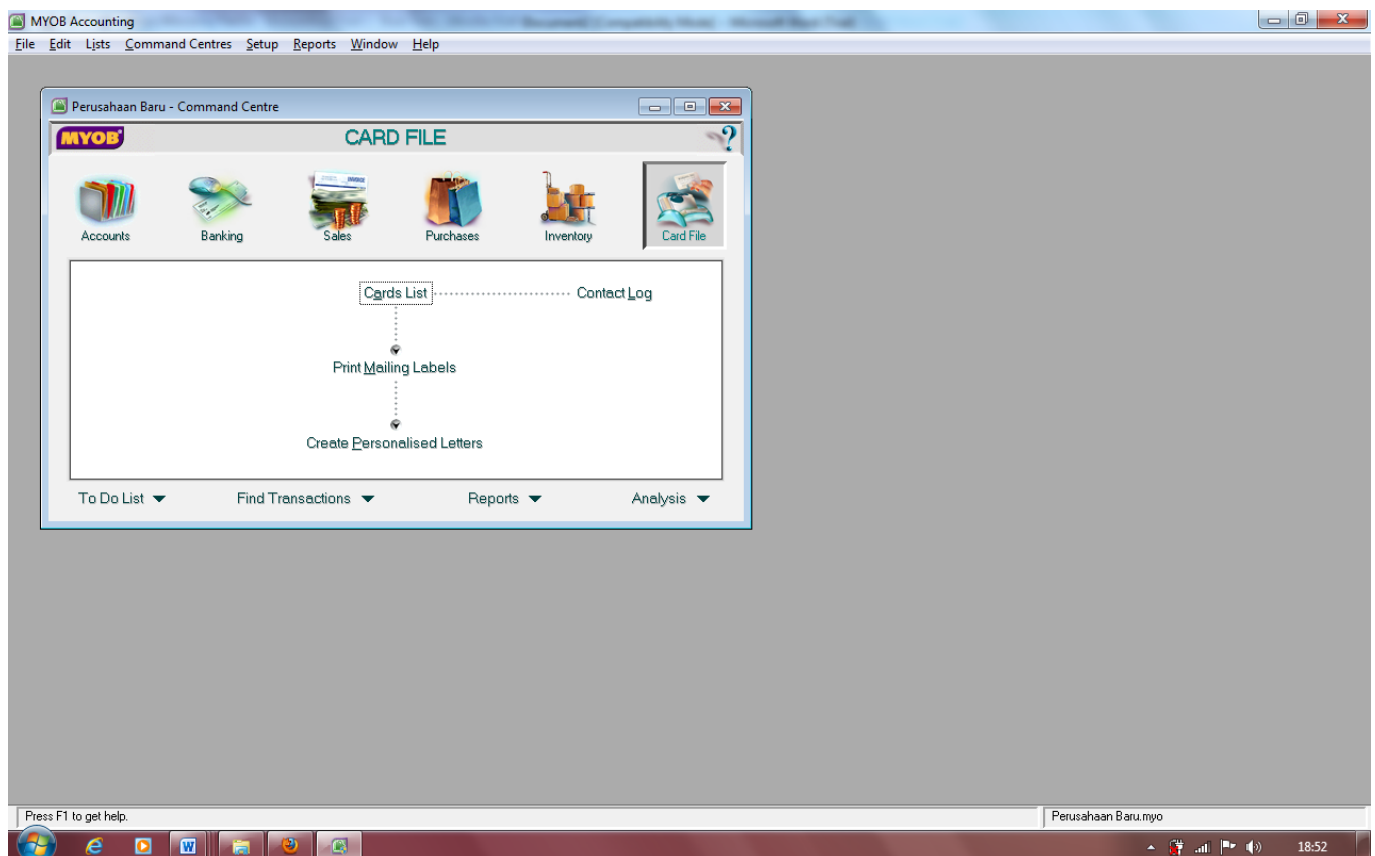 MYOB Accounting
File Edit Lists Command Centres Setup Reports Window Help
Perusahaan Baru - Command Centre
MYOB CARD FILE ?
Accounts Banking Sales Purchases Inventory Card File
Cards List Contact Log
Print Mailing Labels
Create Personalised Letters
To Do List Find Transactions Reports Analysis
Press F1 to get help. Perusahaan Baru.myo
18:52